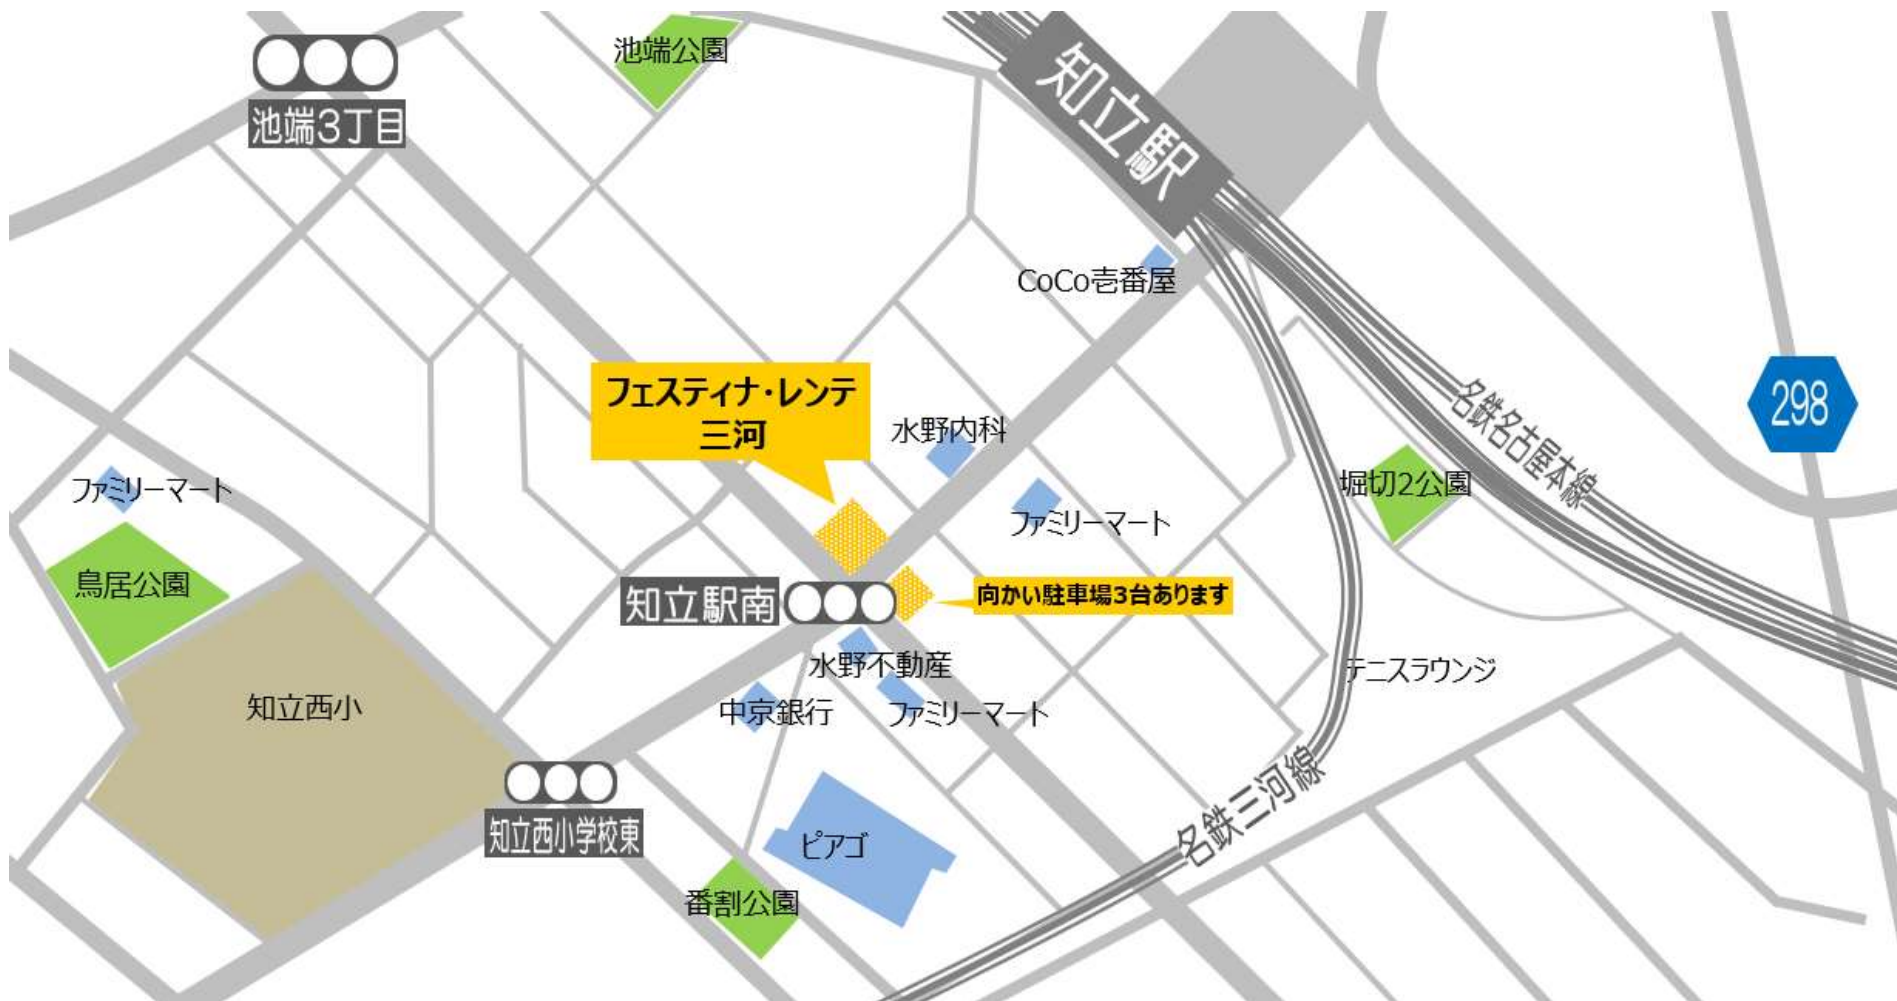 池端公園
池端3丁目
知立駅
CoCo壱番屋
フェスティナ・レンテ
三河
298
名鉄名古屋本線
水野内科
ファミリーマート
堀切2公園
ファミリーマート
鳥居公園
知立駅南
向かい駐車場3台あります
水野不動産
テニスラウンジ
知立西小
中京銀行
ファミリーマート
名鉄三河線
知立西小学校東
ピアゴ
番割公園